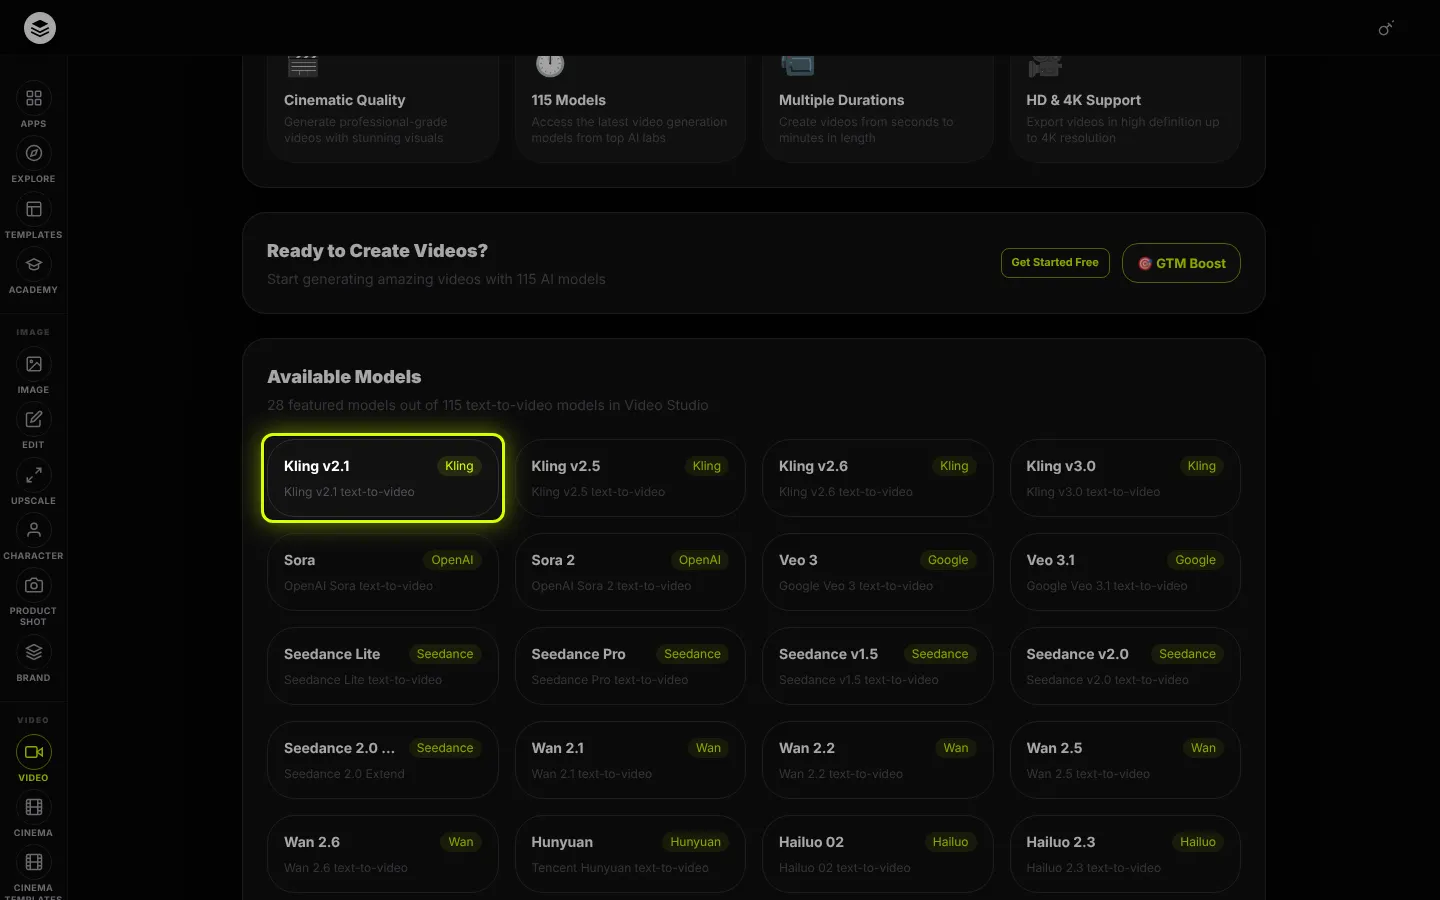 APPS
EXPLORE
TEMPLATES
ACADEMY
IMAGE
IMAGE
EDIT
UPSCALE
CHARACTER
PRODUCT
SHOT
BRAND
VIDEO
VIDEO
CINEMA
CINEMA
TEMPLATES
Cinematic Quality
Generate professional-grade
videos with stunning visuals
115 Models
Access the latest video generation
models from top AI labs
Multiple Durations
Create videos from seconds to
minutes in length
HD & 4K Support
Export videos in high definition up
to 4K resolution
Ready to Create Videos?
Start generating amazing videos with 115 AI models
Get Started Free
GTM Boost
Available Models
28 featured models out of 115 text-to-video models in Video Studio
Kling v2.1 Kling
Kling v2.1 text-to-video
Kling v2.5 Kling
Kling v2.5 text-to-video
Kling v2.6 Kling
Kling v2.6 text-to-video
Kling v3.0 Kling
Kling v3.0 text-to-video
Sora OpenAI
OpenAI Sora text-to-video
Sora 2 OpenAI
OpenAI Sora 2 text-to-video
Veo 3 Google
Google Veo 3 text-to-video
Veo 3.1 Google
Google Veo 3.1 text-to-video
Seedance Lite Seedance
Seedance Lite text-to-video
Seedance Pro Seedance
Seedance Pro text-to-video
Seedance v1.5 Seedance
Seedance v1.5 text-to-video
Seedance v2.0 Seedance
Seedance v2.0 text-to-video
Seedance 2.0 ... Seedance
Seedance 2.0 Extend
Wan 2.1 Wan
Wan 2.1 text-to-video
Wan 2.2 Wan
Wan 2.2 text-to-video
Wan 2.5 Wan
Wan 2.5 text-to-video
Wan 2.6 Wan
Wan 2.6 text-to-video
Hunyuan Hunyuan
Tencent Hunyuan text-to-video
Hailuo 02 Hailuo
Hailuo 02 text-to-video
Hailuo 2.3 Hailuo
Hailuo 2.3 text-to-video